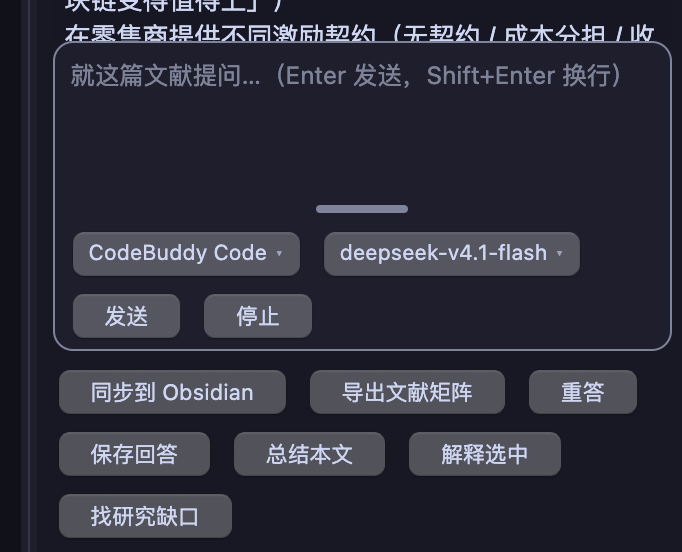 块链变得值得上」）
在零售商提供不同激励契约（无契约 / 成本分担 / 收
就这篇文献提问...（Enter 发送，Shift+Enter 换行）
CodeBuddy Code
deepseek-v4.1-flash
发送
停止
同步到 Obsidian
导出文献矩阵
重答
保存回答
总结本文
解释选中
找研究缺口